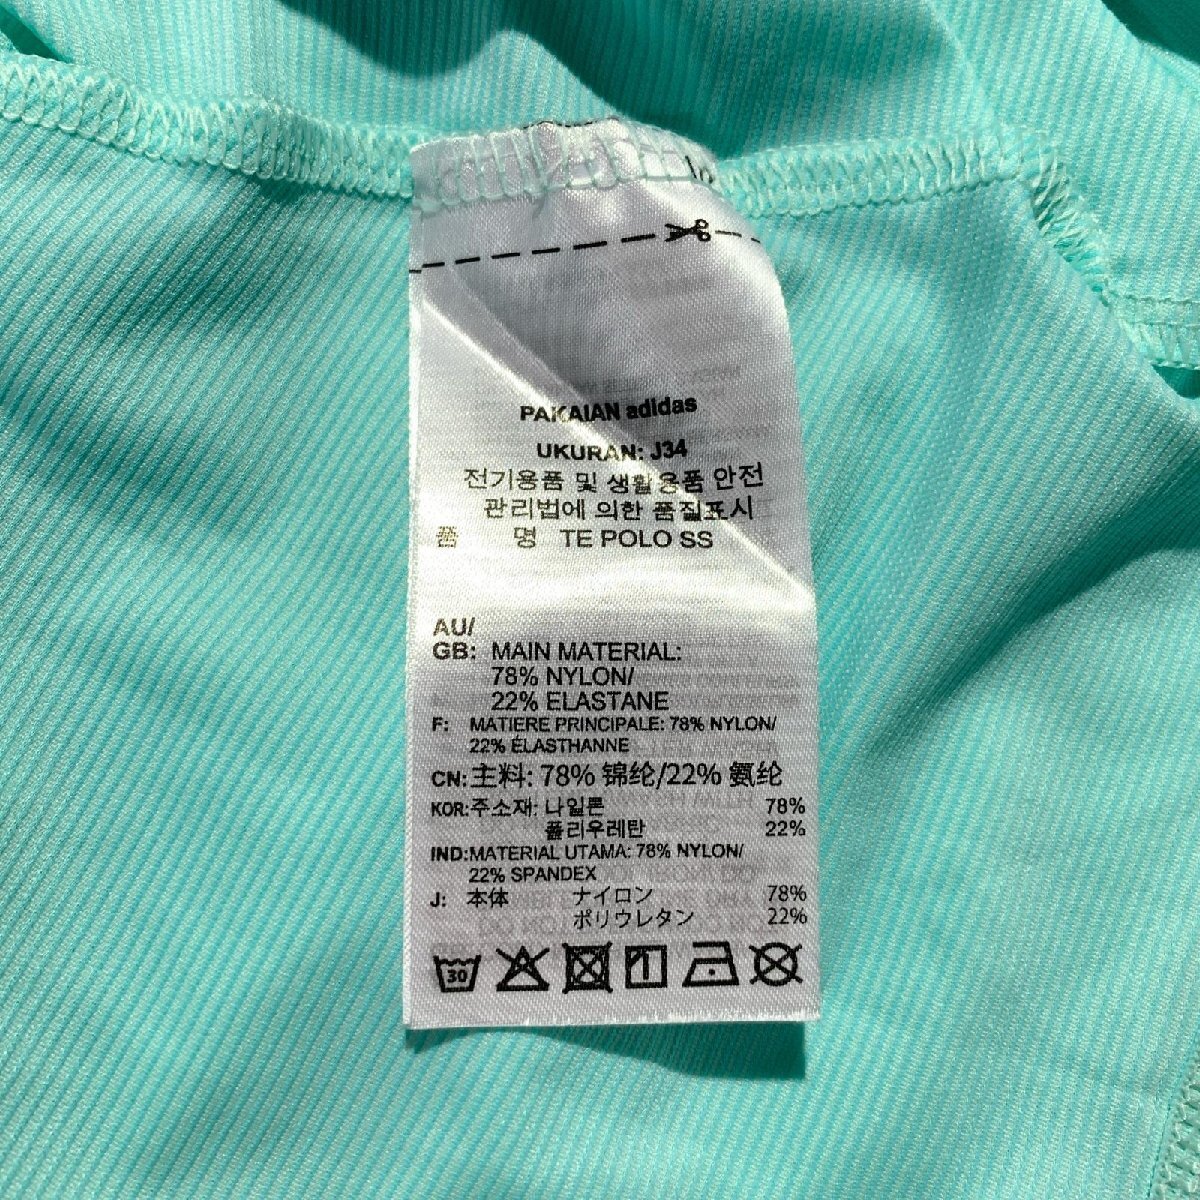 PAKAIAN adidas
UKURAN: J34
전기용품 및 생활용품 안전
관리법에 의한 품질표시
품 명 TE POLO SS
AU/
GB: MAIN MATERIAL:
78% NYLON/
22% ELASTANE
F: MATIERE PRINCIPALE: 78% NYLON/
22% ÉLASTHANNE
CN: 主料: 78% 锦纶/22% 氨纶
KOR: 주소재: 나일론 78%
폴리우레탄 22%
IND: MATERIAL UTAMA: 78% NYLON/
22% SPANDEX
J: 本体 ナイロン 78%
ポリウレタン 22%
30